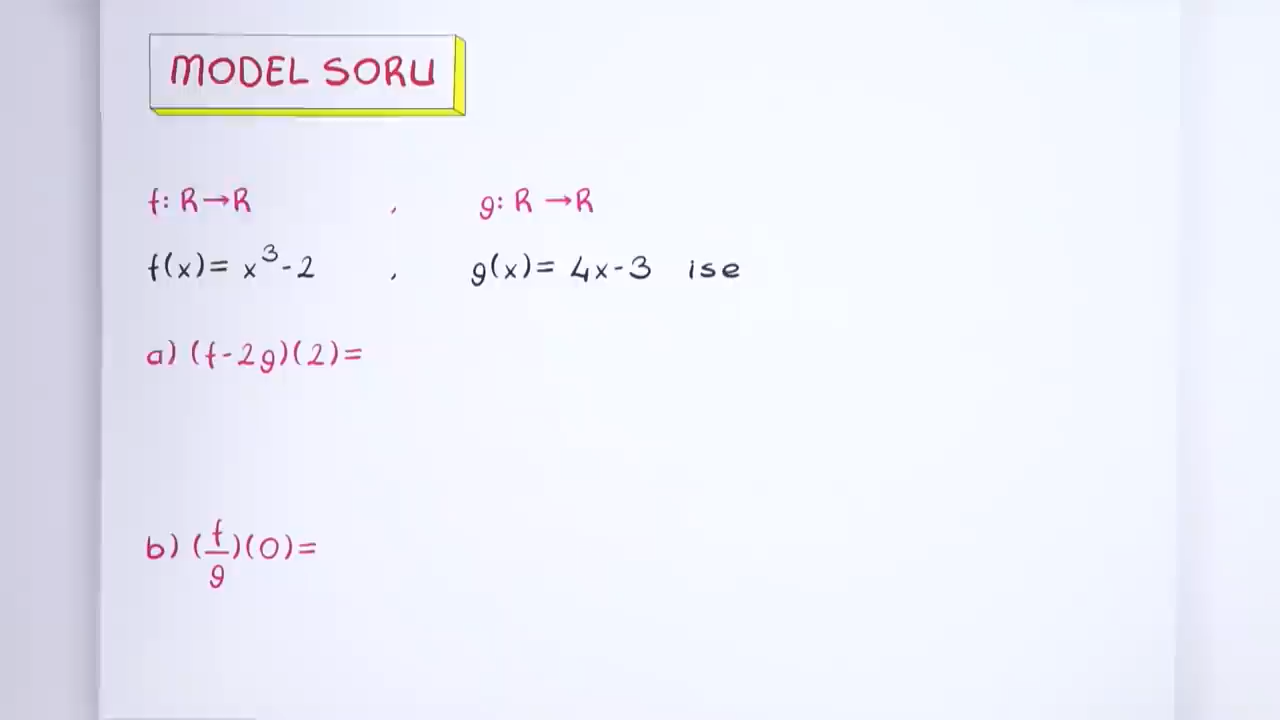 MODEL SORU
f: R→R , g: R→R
f(x)= x³-2 , g(x)= 4x-3 ise
a) (f-2g)(2)=
b) (f/g)(0)=